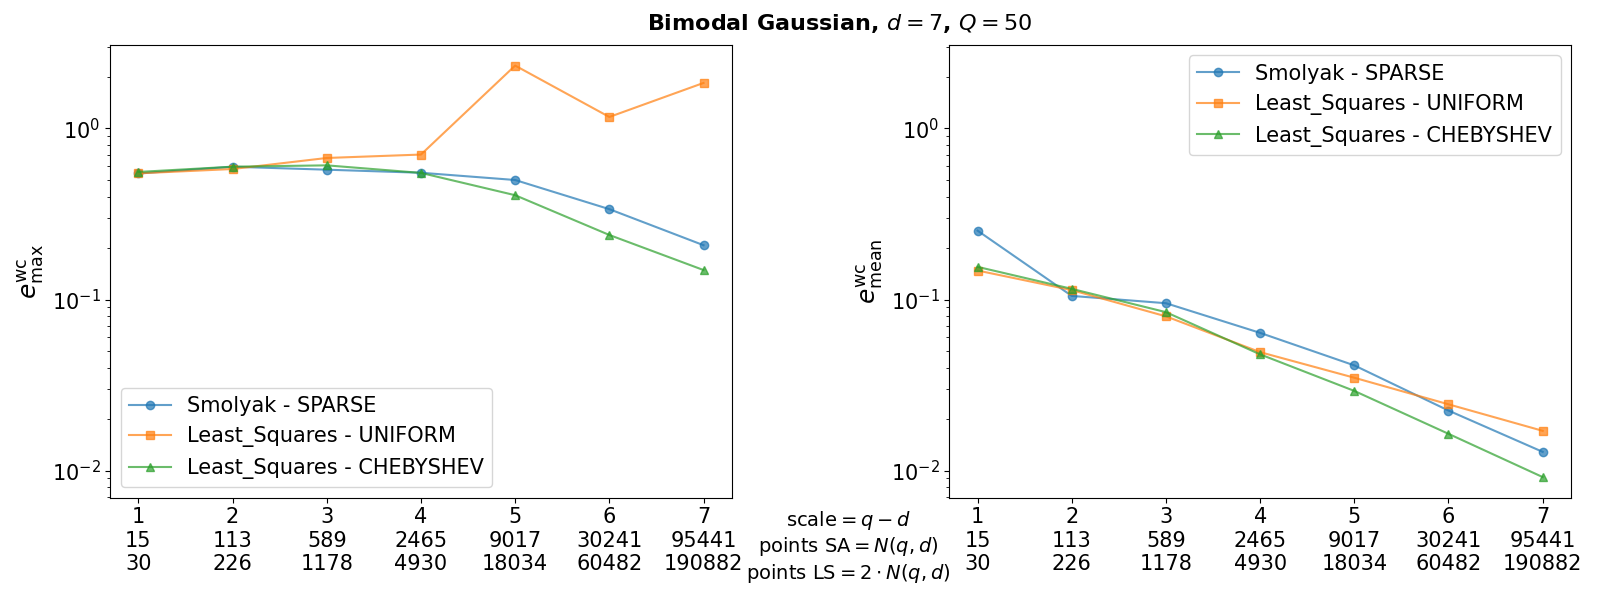 Bimodal Gaussian, d = 7, Q = 50
10⁰
10⁻¹
10⁻²
e^wc_max
Smolyak - SPARSE
Least_Squares - UNIFORM
Least_Squares - CHEBYSHEV
1 2 3 4 5 6 7
15 113 589 2465 9017 30241 95441
30 226 1178 4930 18034 60482 190882
scale = q − d
points SA = N(q, d)
points LS = 2 · N(q, d)
10⁰
10⁻¹
10⁻²
e^wc_mean
Smolyak - SPARSE
Least_Squares - UNIFORM
Least_Squares - CHEBYSHEV
1 2 3 4 5 6 7
15 113 589 2465 9017 30241 95441
30 226 1178 4930 18034 60482 190882